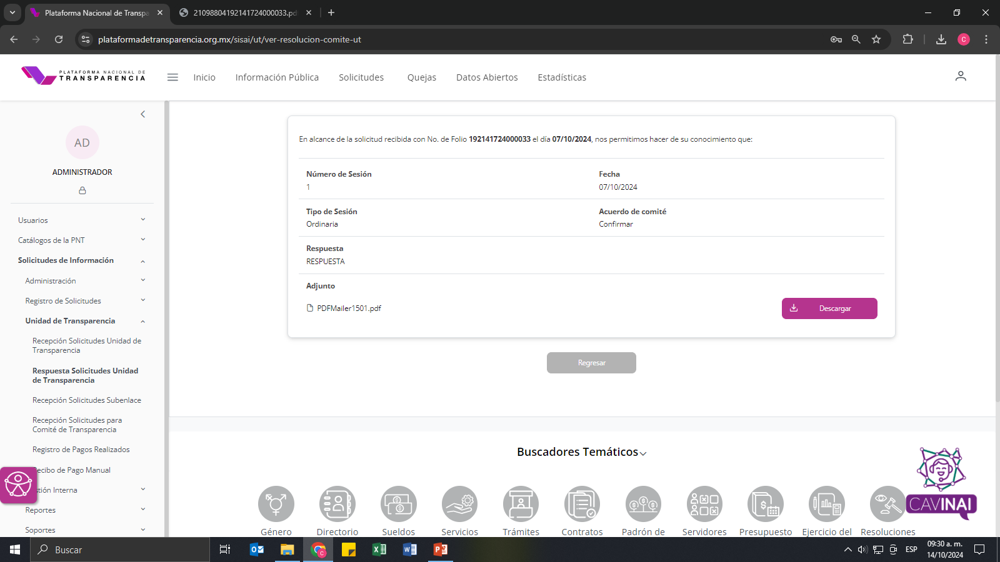 Plataforma Nacional de Transpa
21098804192141724000033.pd
plataformadetransparencia.org.mx/sisai/ut/ver-resolucion-comite-ut
C
PLATAFORMA NACIONAL DE
TRANSPARENCIA
Inicio
Información Pública
Solicitudes
Quejas
Datos Abiertos
Estadísticas
AD
ADMINISTRADOR
Usuarios
Catálogos de la PNT
Solicitudes de Información
Administración
Registro de Solicitudes
Unidad de Transparencia
Recepción Solicitudes Unidad de
Transparencia
Respuesta Solicitudes Unidad
de Transparencia
Recepción Solicitudes Subenlace
Recepción Solicitudes para
Comité de Transparencia
Registro de Pagos Realizados
ecibo de Pago Manual
stión Interna
Reportes
Soportes
En alcance de la solicitud recibida con No. de Folio 192141724000033 el día 07/10/2024, nos permitimos hacer de su conocimiento que:
Número de Sesión
1
Fecha
07/10/2024
Tipo de Sesión
Ordinaria
Acuerdo de comité
Confirmar
Respuesta
RESPUESTA
Adjunto
PDFMailer1501.pdf
Descargar
Regresar
Buscadores Temáticos
Género
Directorio
Sueldos
Servicios
Trámites
Contratos
Padrón de
Servidores
Presupuesto
Ejercicio del
Resoluciones
CAVINAI
Buscar
ESP
09:30 a. m.
14/10/2024